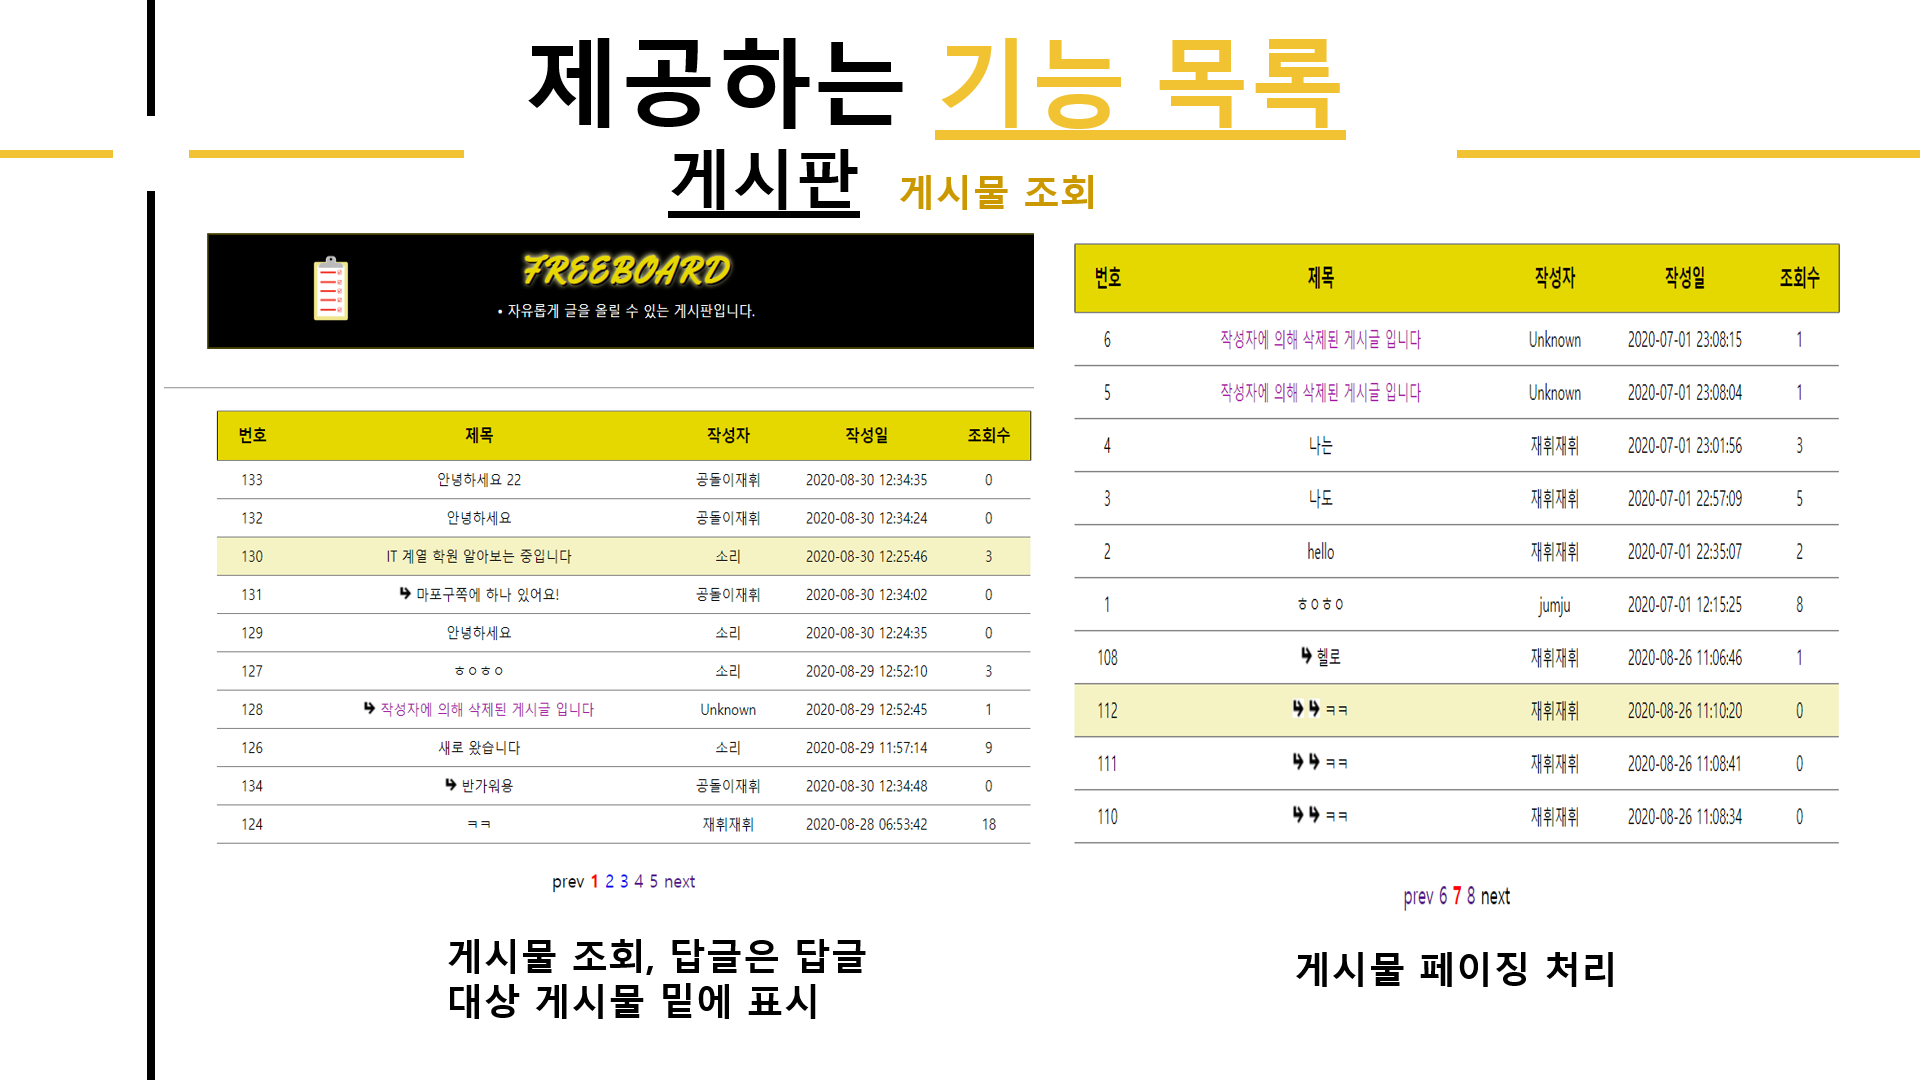 제공하는 기능 목록
게시판 게시물 조회
FREEBOARD
• 자유롭게 글을 올릴 수 있는 게시판입니다.
번호 제목 작성자 작성일 조회수
133 안녕하세요 22 공돌이재휘 2020-08-30 12:34:35 0
132 안녕하세요 공돌이재휘 2020-08-30 12:34:24 0
130 IT 계열 학원 알아보는 중입니다 소리 2020-08-30 12:25:46 3
131 마포구쪽에 하나 있어요! 공돌이재휘 2020-08-30 12:34:02 0
129 안녕하세요 소리 2020-08-30 12:24:35 0
127 ㅎㅇㅎㅇ 소리 2020-08-29 12:52:10 3
128 작성자에 의해 삭제된 게시글 입니다 Unknown 2020-08-29 12:52:45 1
126 새로 왔습니다 소리 2020-08-29 11:57:14 9
134 반가워용 공돌이재휘 2020-08-30 12:34:48 0
124 ㅋㅋ 재휘재휘 2020-08-28 06:53:42 18
prev 1 2 3 4 5 next
게시물 조회, 답글은 답글
대상 게시물 밑에 표시
번호 제목 작성자 작성일 조회수
6 작성자에 의해 삭제된 게시글 입니다 Unknown 2020-07-01 23:08:15 1
5 작성자에 의해 삭제된 게시글 입니다 Unknown 2020-07-01 23:08:04 1
4 나는 재휘재휘 2020-07-01 23:01:56 3
3 나도 재휘재휘 2020-07-01 22:57:09 5
2 hello 재휘재휘 2020-07-01 22:35:07 2
1 ㅎㅇㅎㅇ jumju 2020-07-01 12:15:25 8
108 헬로 재휘재휘 2020-08-26 11:06:46 1
112 ㅋㅋ 재휘재휘 2020-08-26 11:10:20 0
111 ㅋㅋ 재휘재휘 2020-08-26 11:08:41 0
110 ㅋㅋ 재휘재휘 2020-08-26 11:08:34 0
prev 6 7 8 next
게시물 페이징 처리